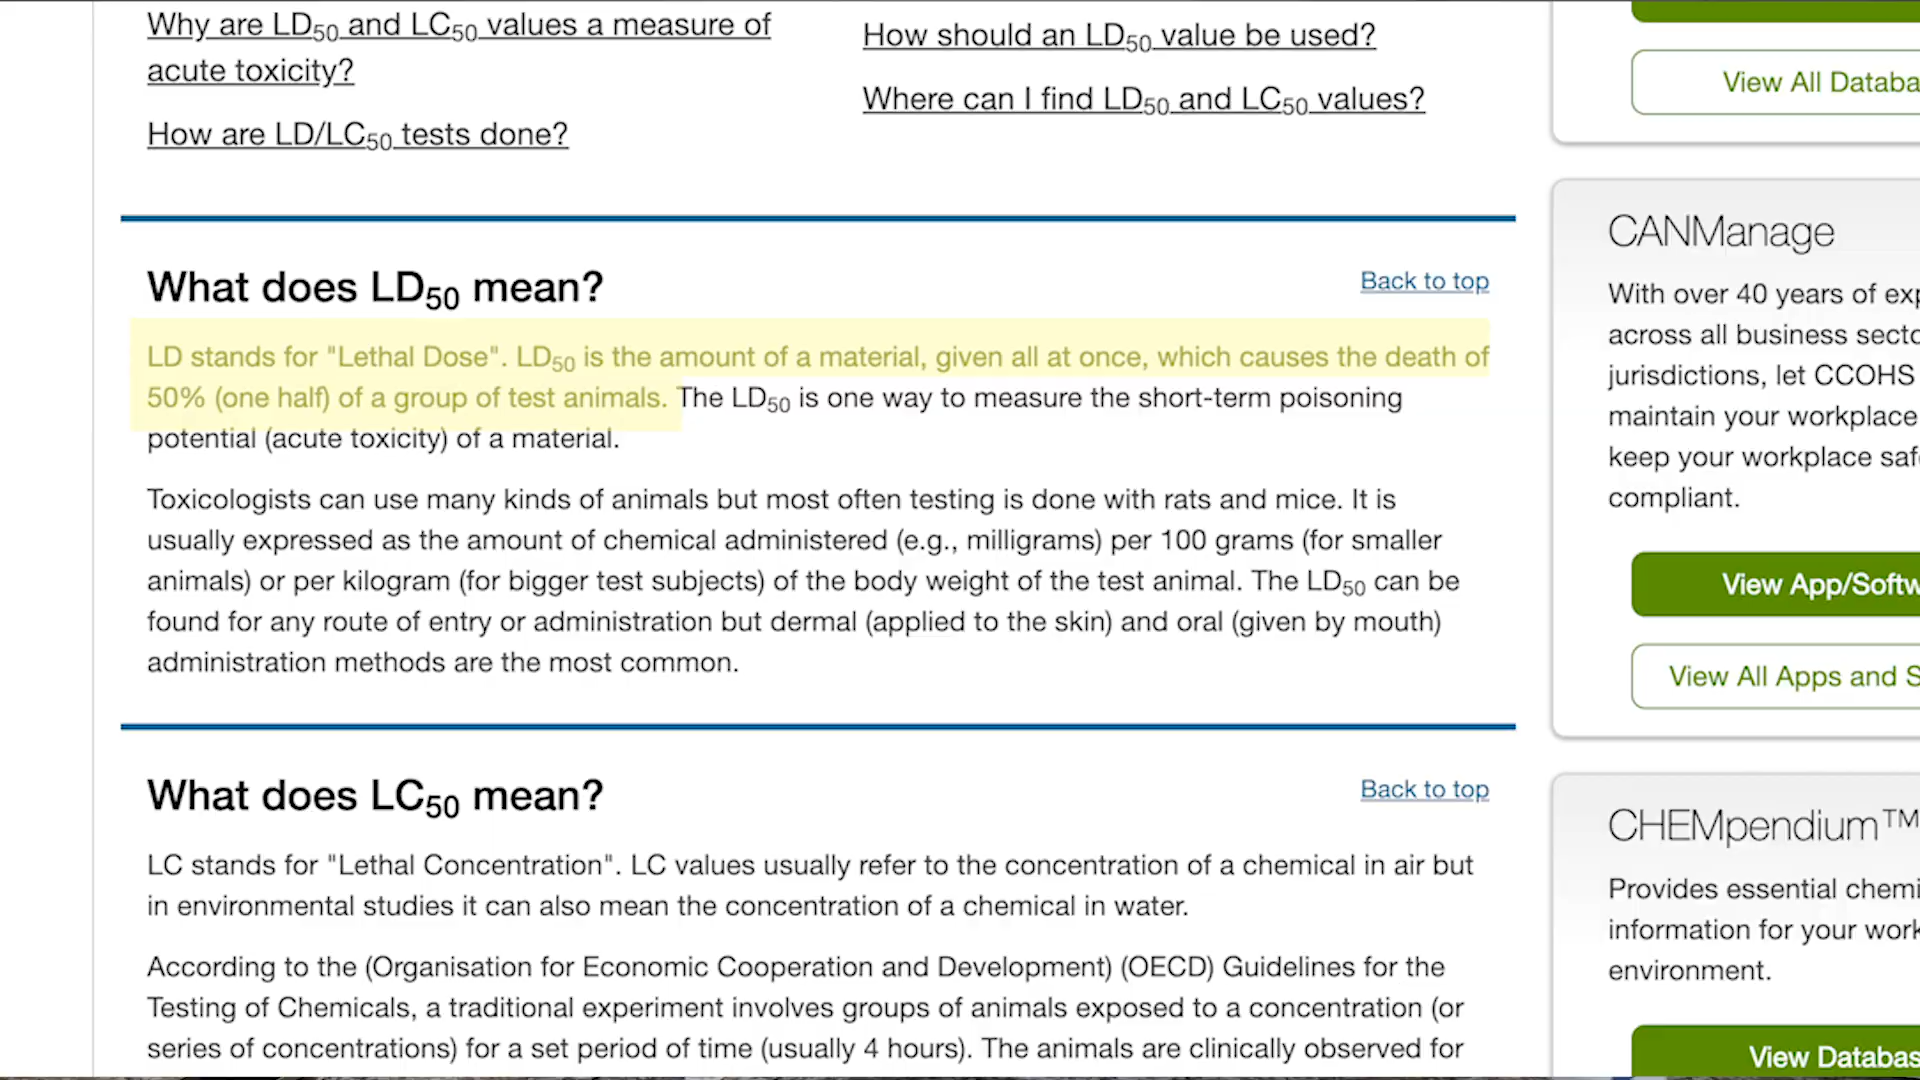 Why are LD50 and LC50 values a measure of
acute toxicity?
How are LD/LC50 tests done?
How should an LD50 value be used?
Where can I find LD50 and LC50 values?
What does LD50 mean?
Back to top
LD stands for "Lethal Dose". LD50 is the amount of a material, given all at once, which causes the death of
50% (one half) of a group of test animals. The LD50 is one way to measure the short-term poisoning
potential (acute toxicity) of a material.
Toxicologists can use many kinds of animals but most often testing is done with rats and mice. It is
usually expressed as the amount of chemical administered (e.g., milligrams) per 100 grams (for smaller
animals) or per kilogram (for bigger test subjects) of the body weight of the test animal. The LD50 can be
found for any route of entry or administration but dermal (applied to the skin) and oral (given by mouth)
administration methods are the most common.
What does LC50 mean?
Back to top
LC stands for "Lethal Concentration". LC values usually refer to the concentration of a chemical in air but
in environmental studies it can also mean the concentration of a chemical in water.
According to the (Organisation for Economic Cooperation and Development) (OECD) Guidelines for the
Testing of Chemicals, a traditional experiment involves groups of animals exposed to a concentration (or
series of concentrations) for a set period of time (usually 4 hours). The animals are clinically observed for
View All
CANManage
With over 40 years of
across all business
jurisdictions, let CCOHS
maintain your workplace
keep your workplace
compliant.
View
View All Apps and
CHEMpendium™
Provides essential
information for your
environment.
View